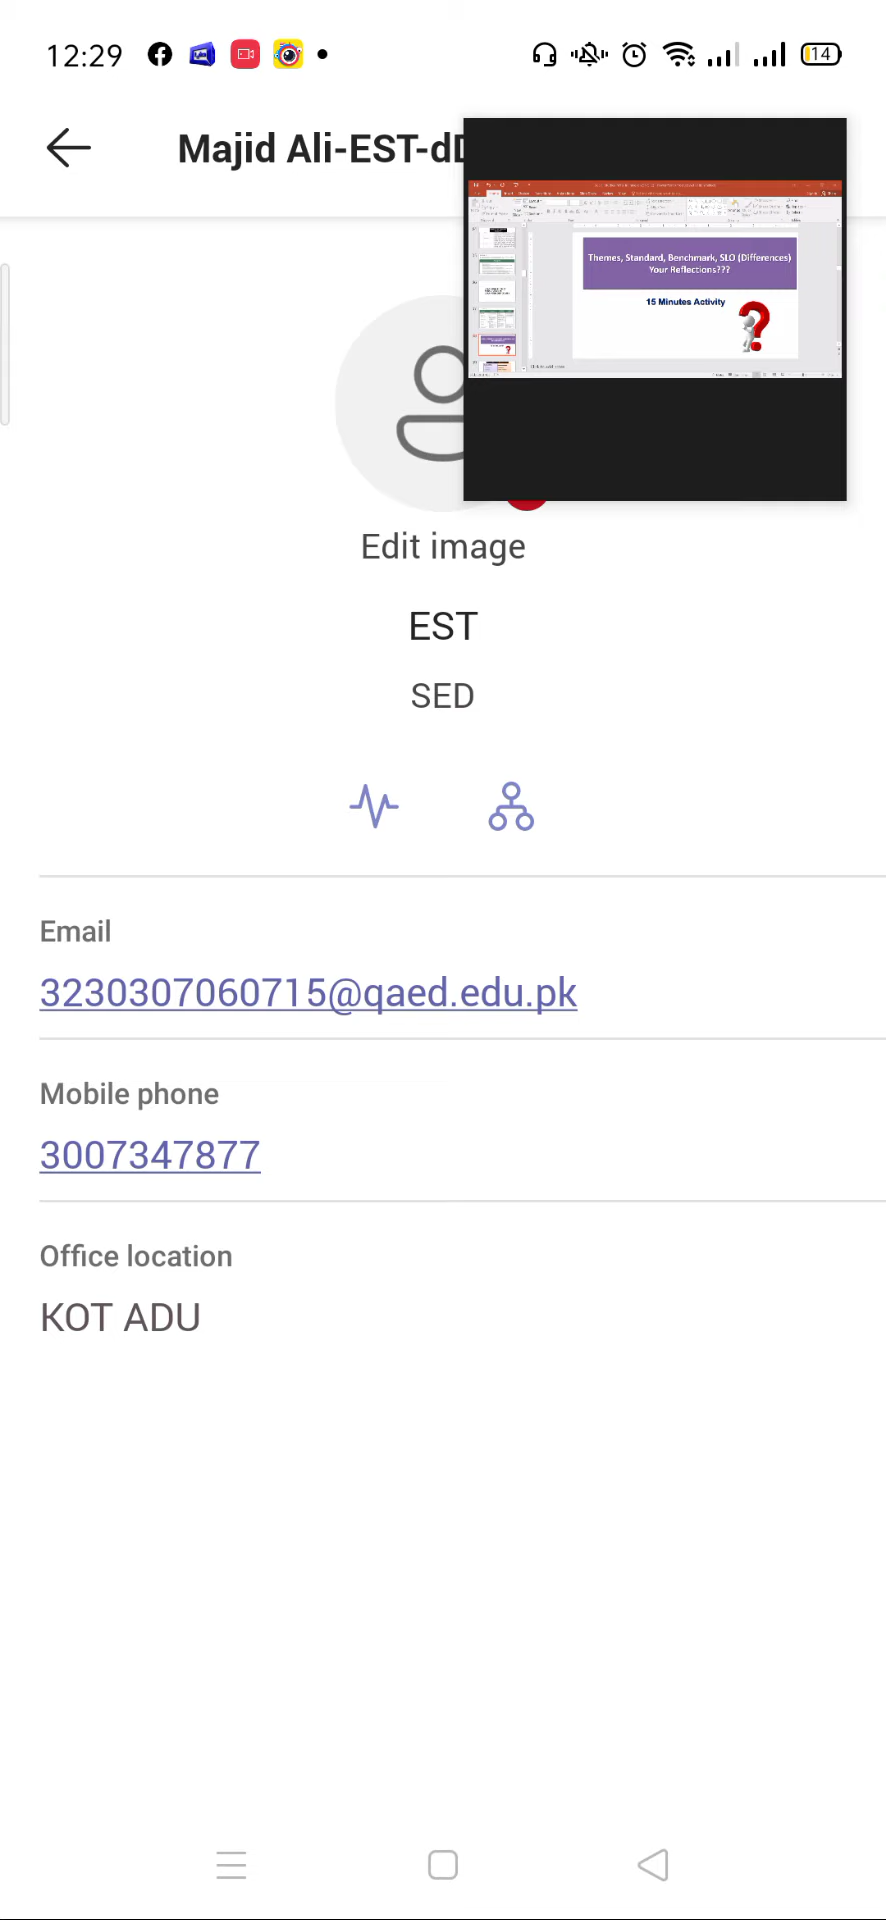 12:29
14
Majid Ali-EST-dD
Themes, Standard, Benchmark, SLO (Differences)
Your Reflections???
15 Minutes Activity
Edit image
EST
SED
Email
3230307060715@qaed.edu.pk
Mobile phone
3007347877
Office location
KOT ADU